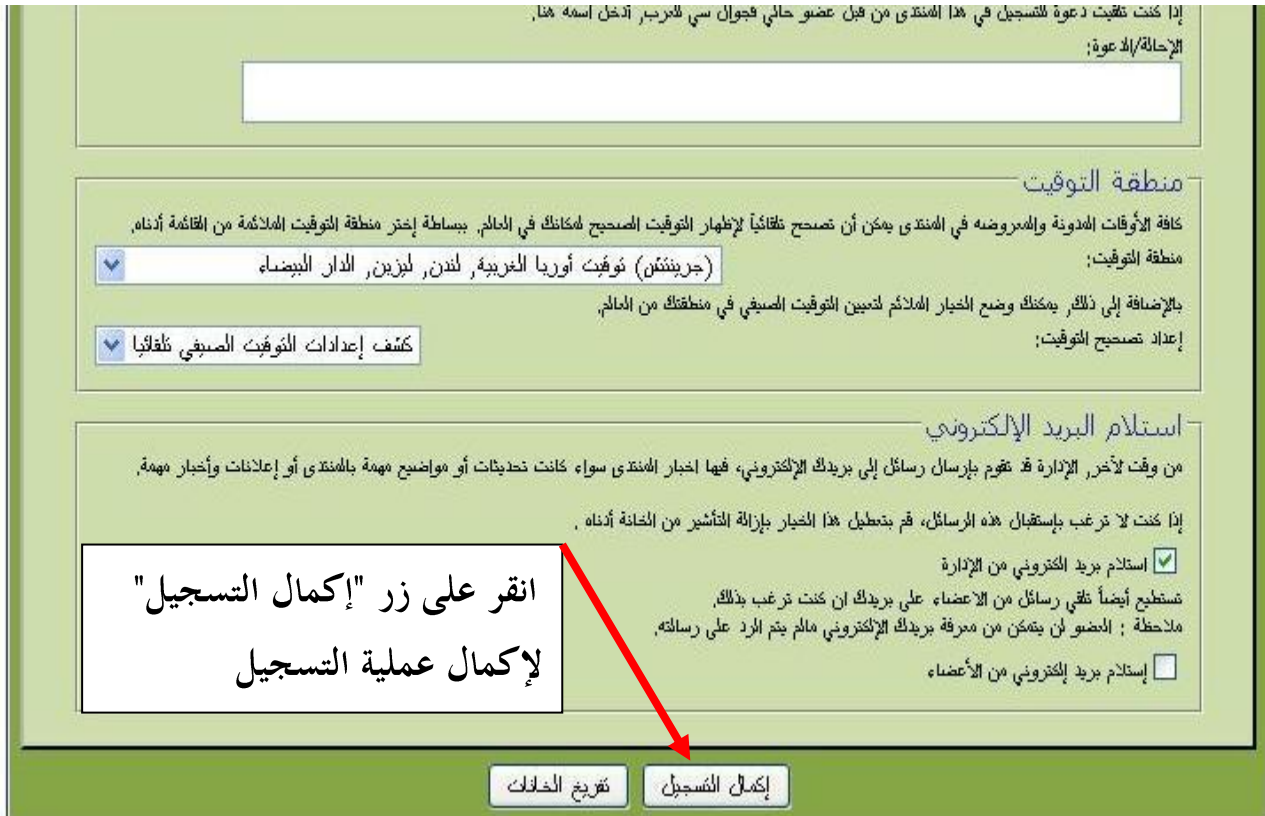 إذا كنت تلقيت دعوة للتسجيل في هذا المنتدى من قبل عضو حالي فجوال سي للعرب, أدخل اسمه هنا.
الإحالة/الدعوة:
منطقة التوقيت
كافة الأوقات المدونة والمعروضه في المنتدى يمكن أن تصحح تلقائياً لإظهار التوقيت الصحيح لمكانك في العالم. ببساطة إختر منطقة التوقيت الملائمة من القائمة أدناه.
منطقة التوقيت:
(جرينتش) توقيت أوربا الغربية, لندن, ليزبن, الدار البيضاء
بالإضافة إلى ذلك, يمكنك وضع الخيار الملائم لتعيين التوقيت الصيفي في منطقتك من العالم.
إعداد تصحيح التوقيت:
كشف إعدادات التوقيت الصيفي تلقائيا
استلام البريد الإلكتروني
من وقت لآخر, الإدارة قد تقوم بإرسال رسائل إلى بريدك الإلكتروني، فيها اخبار المنتدى سواء كانت تحديثات أو مواضيع مهمة بالمنتدى أو إعلانات وأخبار مهمة.
إذا كنت لا ترغب بإستقبال هذه الرسائل، قم بتعطيل هذا الخيار بإزالة التأشير من الخانة أدناه .
استلام بريد الكتروني من الإدارة
تستطيع أيضاً تلقي رسائل من الاعضاء على بريدك ان كنت ترغب بذلك.
ملاحظة : العضو لن يتمكن من معرفة بريدك الإلكتروني مالم يتم الرد على رسالته.
إستلام بريد إلكتروني من الأعضاء
انقر على زر "إكمال التسجيل"
لإكمال عملية التسجيل
إكمال التسجيل
تفريغ الخانات